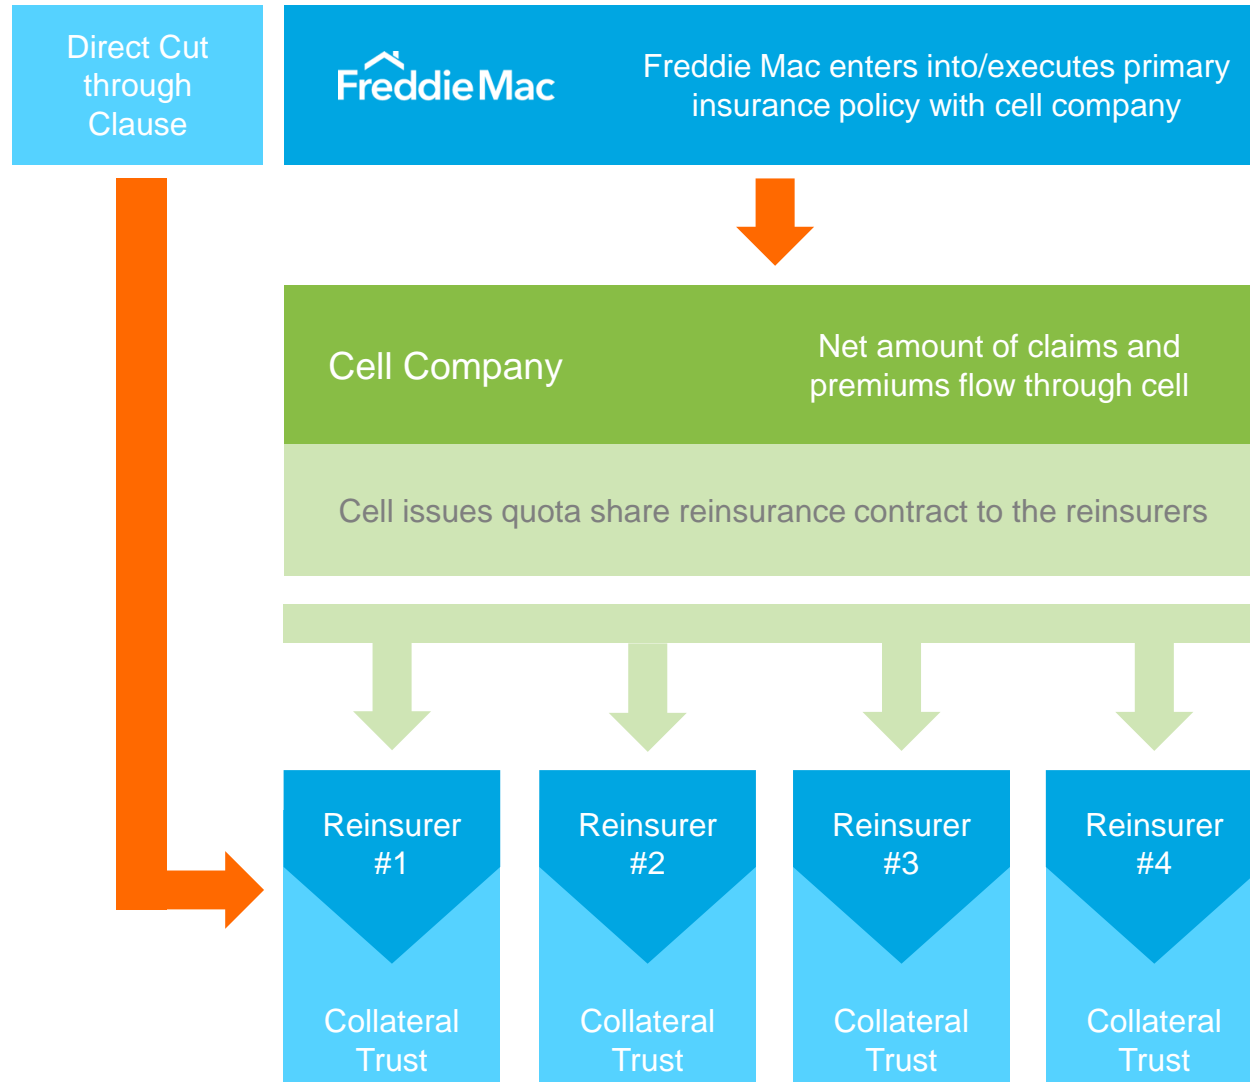 Direct Cut
through
Clause
Freddie Mac
Freddie Mac enters into/executes primary
insurance policy with cell company
Cell Company
Net amount of claims and
premiums flow through cell
Cell issues quota share reinsurance contract to the reinsurers
Reinsurer
#1
Reinsurer
#2
Reinsurer
#3
Reinsurer
#4
Collateral
Trust
Collateral
Trust
Collateral
Trust
Collateral
Trust